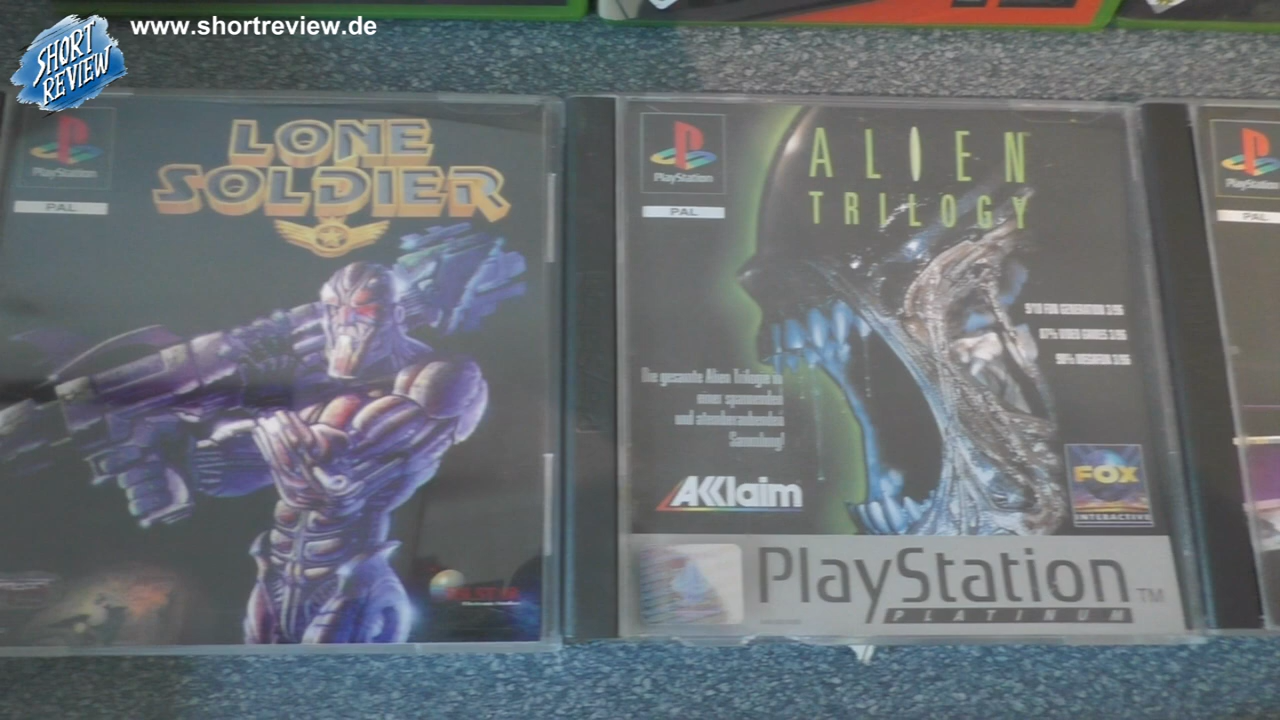 www.shortreview.de
SHORT
REVIEW
PlayStation
PAL
LONE
SOLDIER
TELSTAR
PlayStation
PAL
ALIEN
TRILOGY
Die gesamte Alien Trilogie in
einer spannenden
und atemberaubenden
Sammlung!
AKKlaim
FOX
INTERACTIVE
PlayStation TM
PLATINUM
PlayStation
PAL